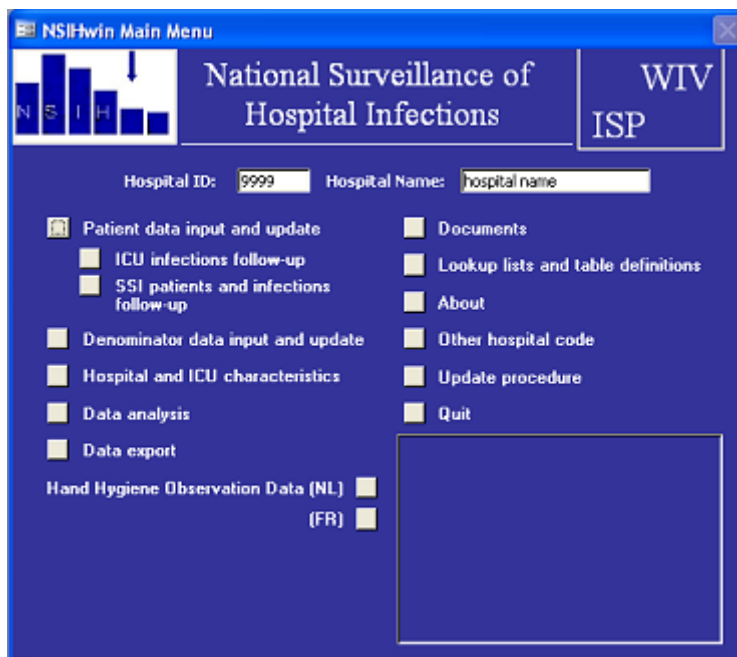 NSIHwin Main Menu
N S I H
National Surveillance of
Hospital Infections
WIV
ISP
Hospital ID: 9999 Hospital Name: hospital name
Patient data input and update
ICU infections follow-up
SSI patients and infections
follow-up
Denominator data input and update
Hospital and ICU characteristics
Data analysis
Data export
Hand Hygiene Observation Data (NL)
(FR)
Documents
Lookup lists and table definitions
About
Other hospital code
Update procedure
Quit